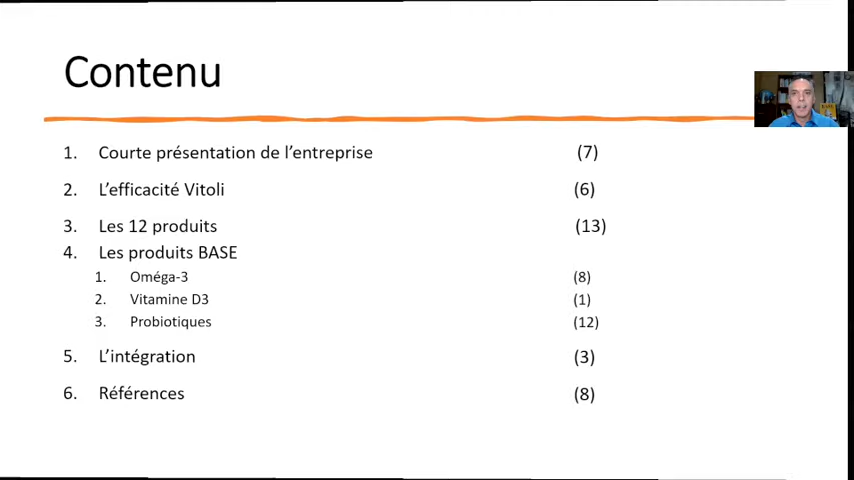 Contenu
1. Courte présentation de l'entreprise (7)
2. L'efficacité Vitoli (6)
3. Les 12 produits (13)
4. Les produits BASE
1. Oméga-3 (8)
2. Vitamine D3 (1)
3. Probiotiques (12)
5. L'intégration (3)
6. Références (8)